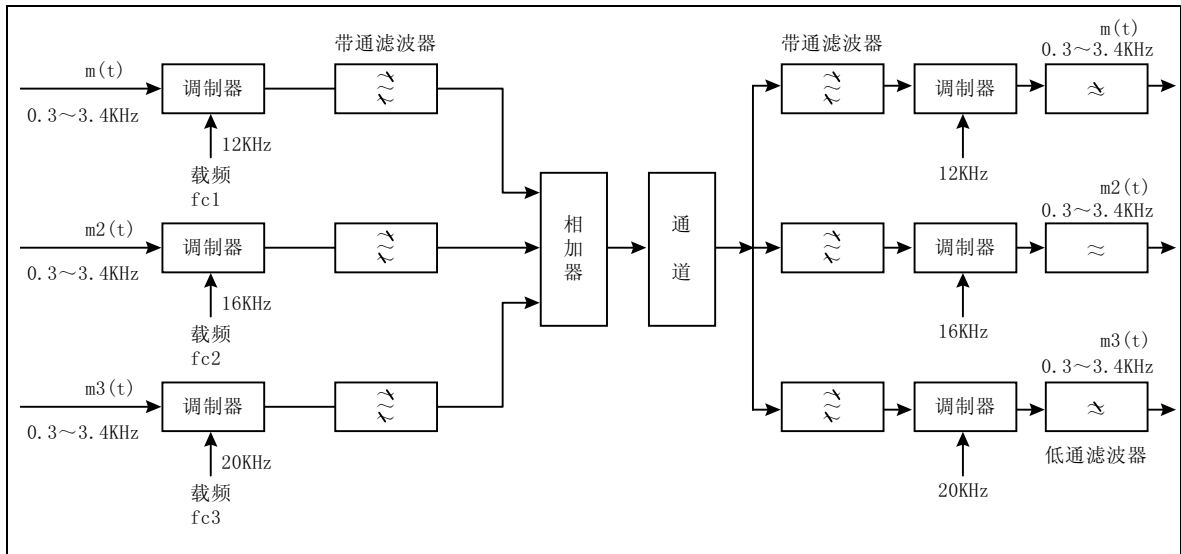 带通滤波器
m(t)
调制器
0.3～3.4KHz
12KHz
载频
fc1
m2(t)
调制器
0.3～3.4KHz
16KHz
载频
fc2
m3(t)
调制器
0.3～3.4KHz
20KHz
载频
fc3
相
加
器
通
道
带通滤波器
m(t)
0.3～3.4KHz
调制器
12KHz
m2(t)
0.3～3.4KHz
调制器
16KHz
m3(t)
0.3～3.4KHz
调制器
20KHz
低通滤波器